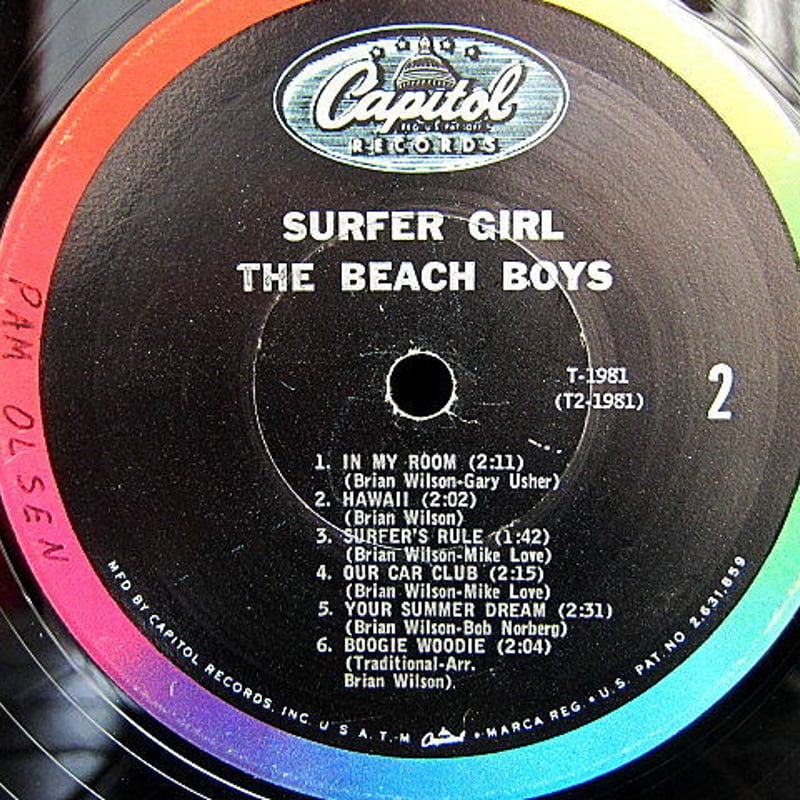 Capitol
REG. U.S. PAT. OFF.
RECORDS
SURFER GIRL
THE BEACH BOYS
T-1981
(T2-1981)
2
1. IN MY ROOM (2:11)
(Brian Wilson-Gary Usher)
2. HAWAII (2:02)
(Brian Wilson)
3. SURFER'S RULE (1:42)
(Brian Wilson-Mike Love)
4. OUR CAR CLUB (2:15)
(Brian Wilson-Mike Love)
5. YOUR SUMMER DREAM (2:31)
(Brian Wilson-Bob Norberg)
6. BOOGIE WOODIE (2:04)
(Traditional-Arr.
Brian Wilson).
MFD BY CAPITOL RECORDS, INC. U.S.A. T.M. Capitol • MARCA REG. • U.S. PAT. NO. 2,631,859
PAM OLSEN